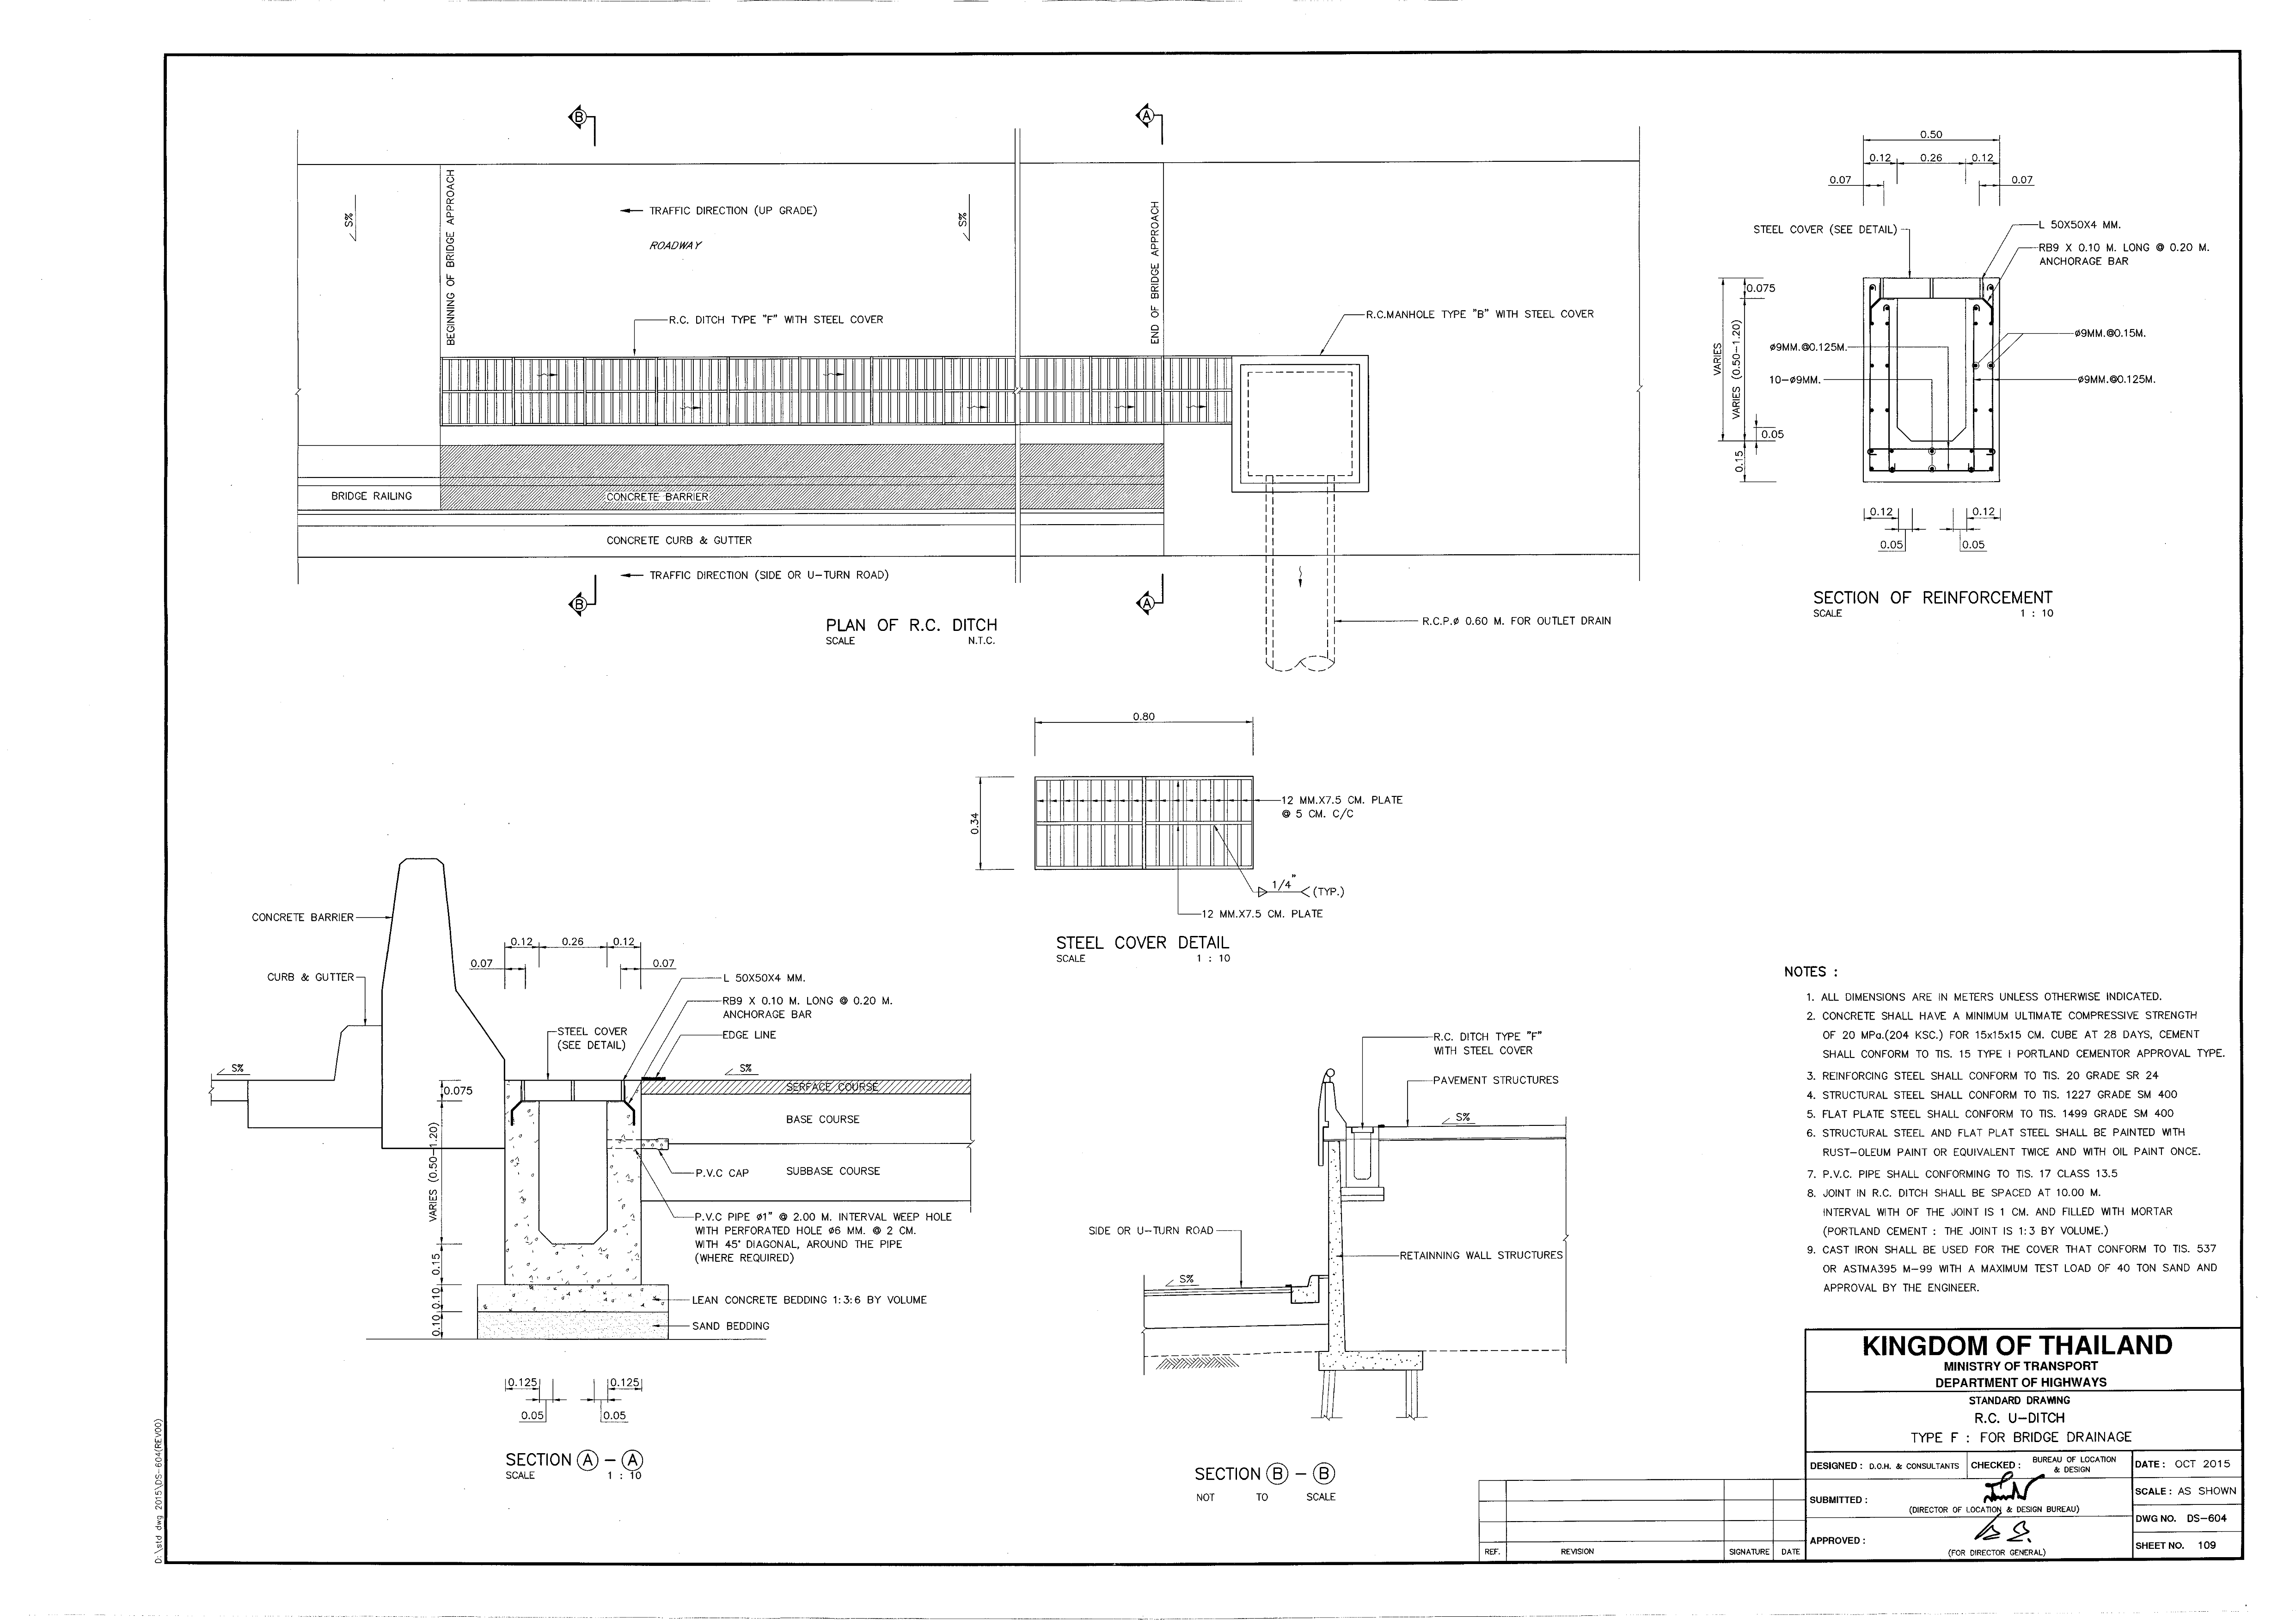 B
A
0.50
0.12
0.26
0.12
0.07
0.07
BEGINNING OF BRIDGE APPROACH
END OF BRIDGE APPROACH
S%
S%
TRAFFIC DIRECTION (UP GRADE)
ROADWAY
STEEL COVER (SEE DETAIL)
L 50X50X4 MM.
RB9 X 0.10 M. LONG @ 0.20 M.
ANCHORAGE BAR
0.075
R.C. DITCH TYPE "F" WITH STEEL COVER
R.C.MANHOLE TYPE "B" WITH STEEL COVER
VARIES
VARIES (0.50-1.20)
ø9MM.@0.15M.
ø9MM.@0.125M.
10-ø9MM.
ø9MM.@0.125M.
0.05
0.15
BRIDGE RAILING
CONCRETE BARRIER
0.12
0.12
0.05
0.05
CONCRETE CURB & GUTTER
TRAFFIC DIRECTION (SIDE OR U-TURN ROAD)
B
A
PLAN OF R.C. DITCH
SCALE N.T.C.
R.C.P.ø 0.60 M. FOR OUTLET DRAIN
SECTION OF REINFORCEMENT
SCALE 1 : 10
0.80
0.34
12 MM.X7.5 CM. PLATE
@ 5 CM. C/C
1/4" (TYP.)
12 MM.X7.5 CM. PLATE
STEEL COVER DETAIL
SCALE 1 : 10
CONCRETE BARRIER
CURB & GUTTER
0.12
0.26
0.12
0.07
0.07
L 50X50X4 MM.
RB9 X 0.10 M. LONG @ 0.20 M.
ANCHORAGE BAR
EDGE LINE
STEEL COVER
(SEE DETAIL)
S%
S%
SERFACE COURSE
0.075
BASE COURSE
VARIES (0.50-1.20)
P.V.C CAP
SUBBASE COURSE
P.V.C PIPE ø1" @ 2.00 M. INTERVAL WEEP HOLE
WITH PERFORATED HOLE ø6 MM. @ 2 CM.
WITH 45° DIAGONAL, AROUND THE PIPE
(WHERE REQUIRED)
0.15
0.10
0.10
LEAN CONCRETE BEDDING 1:3:6 BY VOLUME
SAND BEDDING
0.125
0.125
0.05
0.05
SECTION A - A
SCALE 1 : 10
R.C. DITCH TYPE "F"
WITH STEEL COVER
PAVEMENT STRUCTURES
S%
SIDE OR U-TURN ROAD
RETAINNING WALL STRUCTURES
S%
SECTION B - B
NOT TO SCALE
NOTES :
1. ALL DIMENSIONS ARE IN METERS UNLESS OTHERWISE INDICATED.
2. CONCRETE SHALL HAVE A MINIMUM ULTIMATE COMPRESSIVE STRENGTH
OF 20 MPa.(204 KSC.) FOR 15x15x15 CM. CUBE AT 28 DAYS, CEMENT
SHALL CONFORM TO TIS. 15 TYPE I PORTLAND CEMENTOR APPROVAL TYPE.
3. REINFORCING STEEL SHALL CONFORM TO TIS. 20 GRADE SR 24
4. STRUCTURAL STEEL SHALL CONFORM TO TIS. 1227 GRADE SM 400
5. FLAT PLATE STEEL SHALL CONFORM TO TIS. 1499 GRADE SM 400
6. STRUCTURAL STEEL AND FLAT PLAT STEEL SHALL BE PAINTED WITH
RUST-OLEUM PAINT OR EQUIVALENT TWICE AND WITH OIL PAINT ONCE.
7. P.V.C. PIPE SHALL CONFORMING TO TIS. 17 CLASS 13.5
8. JOINT IN R.C. DITCH SHALL BE SPACED AT 10.00 M.
INTERVAL WITH OF THE JOINT IS 1 CM. AND FILLED WITH MORTAR
(PORTLAND CEMENT : THE JOINT IS 1:3 BY VOLUME.)
9. CAST IRON SHALL BE USED FOR THE COVER THAT CONFORM TO TIS. 537
OR ASTMA395 M-99 WITH A MAXIMUM TEST LOAD OF 40 TON SAND AND
APPROVAL BY THE ENGINEER.
KINGDOM OF THAILAND
MINISTRY OF TRANSPORT
DEPARTMENT OF HIGHWAYS
STANDARD DRAWING
R.C. U-DITCH
TYPE F : FOR BRIDGE DRAINAGE
DESIGNED : D.O.H. & CONSULTANTS
CHECKED : BUREAU OF LOCATION
& DESIGN
DATE : OCT 2015
SUBMITTED :
(DIRECTOR OF LOCATION & DESIGN BUREAU)
SCALE : AS SHOWN
DWG NO. DS-604
APPROVED :
(FOR DIRECTOR GENERAL)
SHEET NO. 109
REF. REVISION SIGNATURE DATE
D:\std dwg 2015\DS-604(REV00)